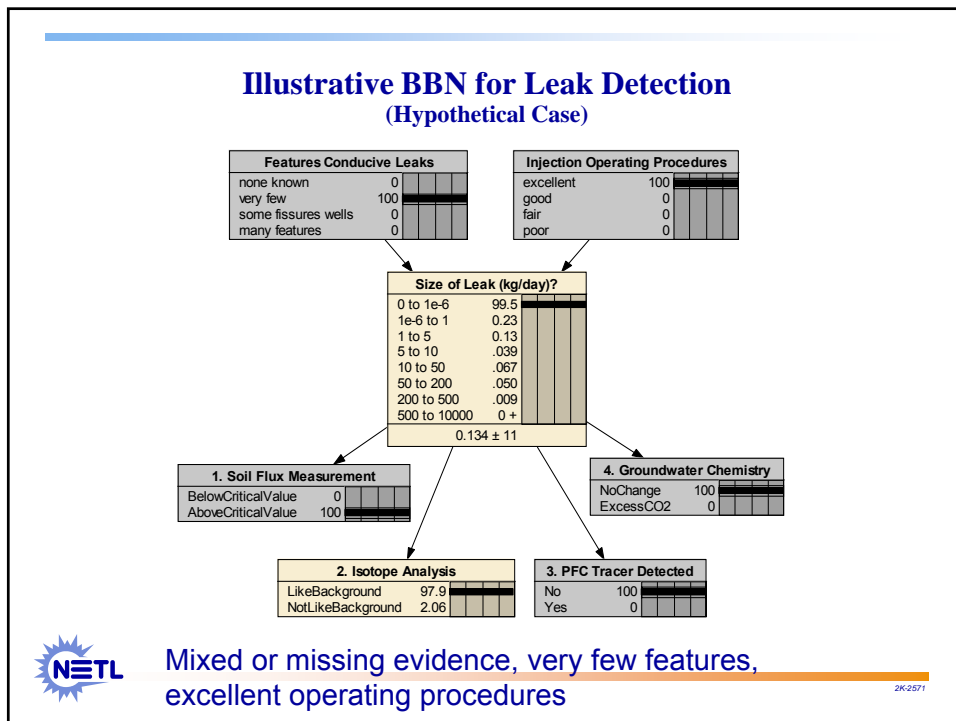 Illustrative BBN for Leak Detection
(Hypothetical Case)
Features Conducive Leaks
none known 0
very few 100
some fissures wells 0
many features 0
Injection Operating Procedures
excellent 100
good 0
fair 0
poor 0
Size of Leak (kg/day)?
0 to 1e-6 99.5
1e-6 to 1 0.23
1 to 5 0.13
5 to 10 .039
10 to 50 .067
50 to 200 .050
200 to 500 .009
500 to 10000 0 +
0.134 ± 11
1. Soil Flux Measurement
BelowCriticalValue 0
AboveCriticalValue 100
4. Groundwater Chemistry
NoChange 100
ExcessCO2 0
2. Isotope Analysis
LikeBackground 97.9
NotLikeBackground 2.06
3. PFC Tracer Detected
No 100
Yes 0
NETL
Mixed or missing evidence, very few features,
excellent operating procedures
2K-2571